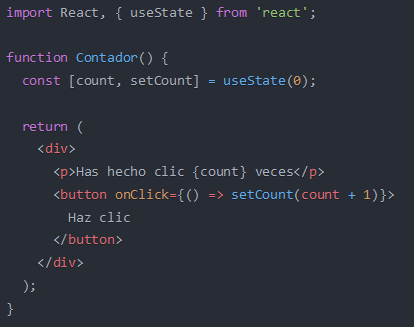 import React, { useState } from 'react';

function Contador() {
  const [count, setCount] = useState(0);

  return (
    <div>
      <p>Has hecho clic {count} veces</p>
      <button onClick={() => setCount(count + 1)}>
        Haz clic
      </button>
    </div>
  );
}